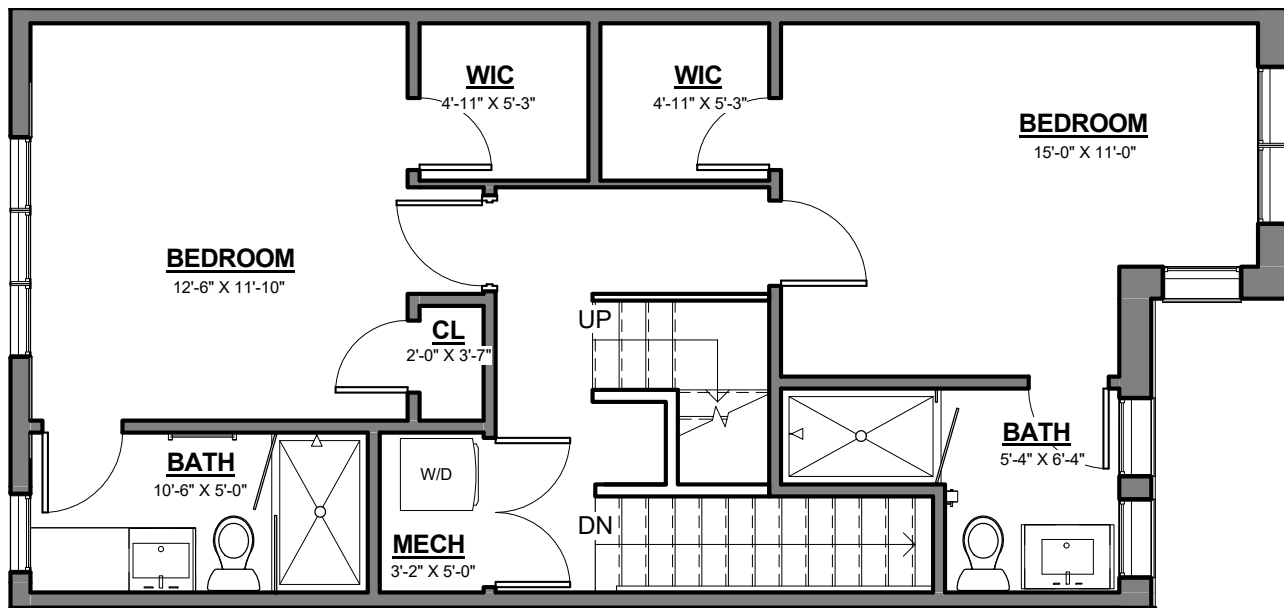 WIC
4'-11" X 5'-3"
WIC
4'-11" X 5'-3"
BEDROOM
15'-0" X 11'-0"
BEDROOM
12'-6" X 11'-10"
UP
CL
2'-0" X 3'-7"
BATH
5'-4" X 6'-4"
BATH
10'-6" X 5'-0"
W/D
DN
MECH
3'-2" X 5'-0"